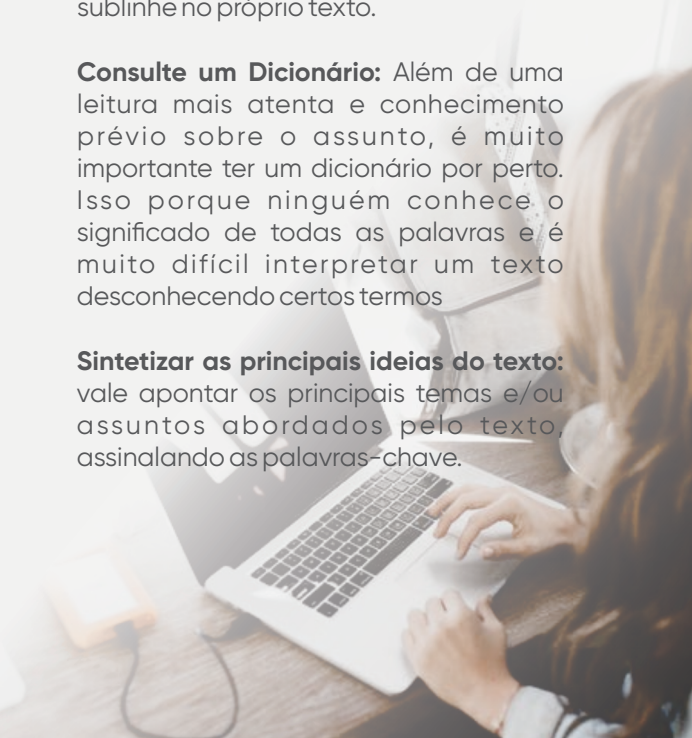 sublinhe no próprio texto.
Consulte um Dicionário: Além de uma
leitura mais atenta e conhecimento
prévio sobre o assunto, é muito
importante ter um dicionário por perto.
Isso porque ninguém conhece o
significado de todas as palavras e é
muito difícil interpretar um texto
desconhecendo certos termos
Sintetizar as principais ideias do texto:
vale apontar os principais temas e/ou
assuntos abordados pelo texto,
assinalando as palavras-chave.